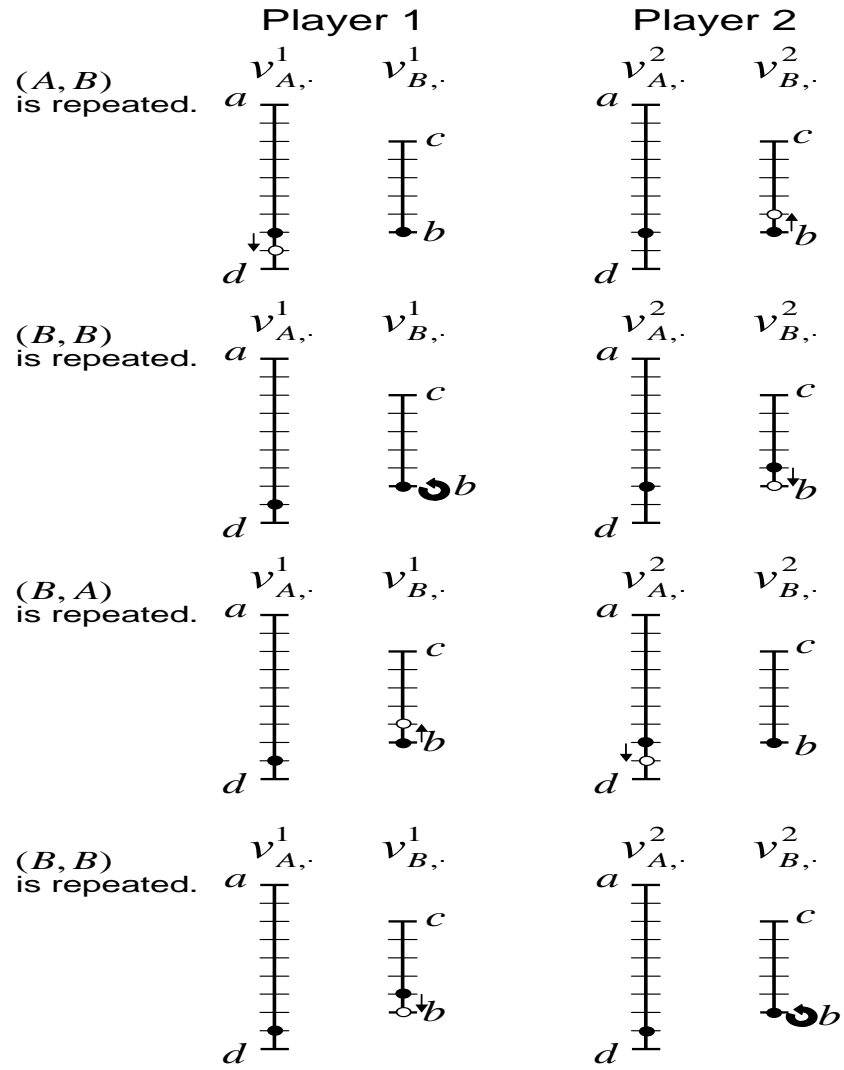 Player 1 Player 2
(A, B)
is repeated.
v^1_{A,·} v^1_{B,·} v^2_{A,·} v^2_{B,·}
a a
c c
b b
d d
(B, B)
is repeated.
v^1_{A,·} v^1_{B,·} v^2_{A,·} v^2_{B,·}
a a
c c
b b
d d
(B, A)
is repeated.
v^1_{A,·} v^1_{B,·} v^2_{A,·} v^2_{B,·}
a a
c c
b b
d d
(B, B)
is repeated.
v^1_{A,·} v^1_{B,·} v^2_{A,·} v^2_{B,·}
a a
c c
b b
d d